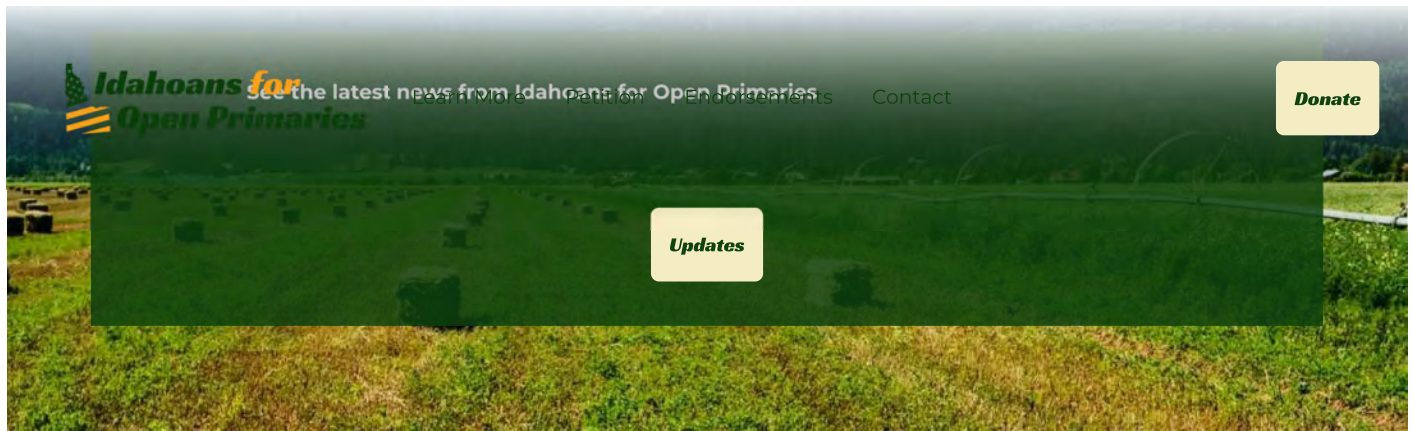 Idahoans for
Open Primaries
See the latest news from Idahoans for Open Primaries
Learn More
Petition
Endorsements
Contact
Donate
Updates